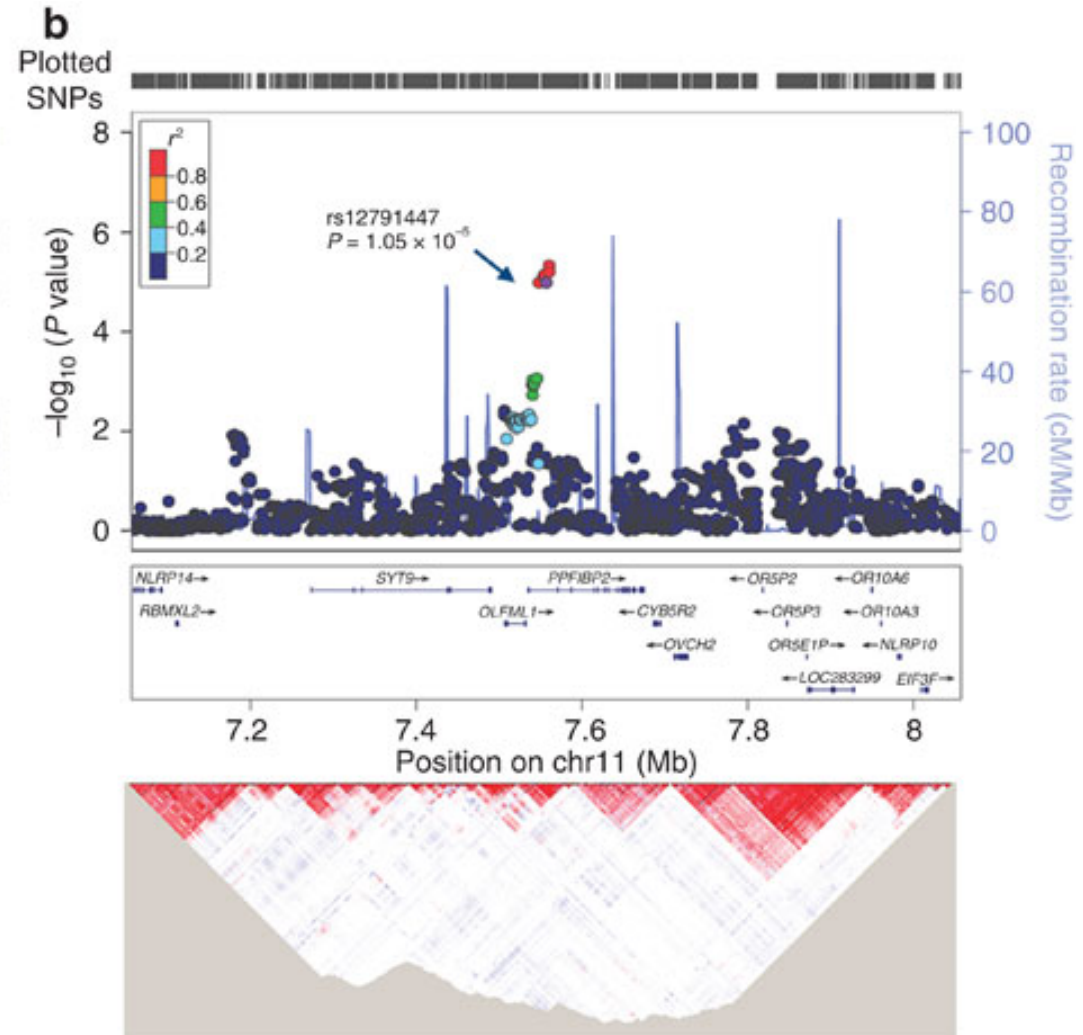 b
Plotted
SNPs
r²
0.8
0.6
0.4
0.2
rs12791447
P = 1.05 × 10⁻⁵
8
6
4
2
0
–log₁₀ (P value)
100
80
60
40
20
0
Recombination rate (cM/Mb)
NLRP14→ SYT9→ PPFIBP2→ ←OR5P2 ←OR10A6
RBMXL2→ OLFML1→ ←CYB5R2 ←OR5P3 ←OR10A3
←OVCH2 OR5E1P→ ←NLRP10
←LOC283299 EIF3F→
7.2 7.4 7.6 7.8 8
Position on chr11 (Mb)